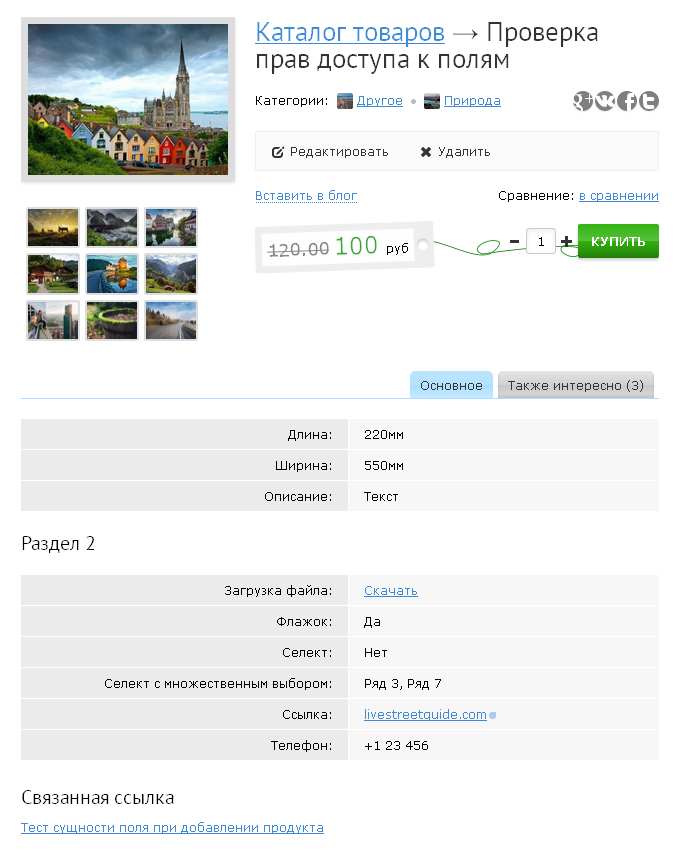 Каталог товаров → Проверка
прав доступа к полям
Категории: Другое • Природа
Редактировать Удалить
Вставить в блог Сравнение: в сравнении
120.00 100 руб 1 КУПИТЬ
Основное Также интересно (3)
Длина: 220мм
Ширина: 550мм
Описание: Текст
Раздел 2
Загрузка файла: Скачать
Флажок: Да
Селект: Нет
Селект с множественным выбором: Ряд 3, Ряд 7
Ссылка: livestreetguide.com
Телефон: +1 23 456
Связанная ссылка
Тест сущности поля при добавлении продукта